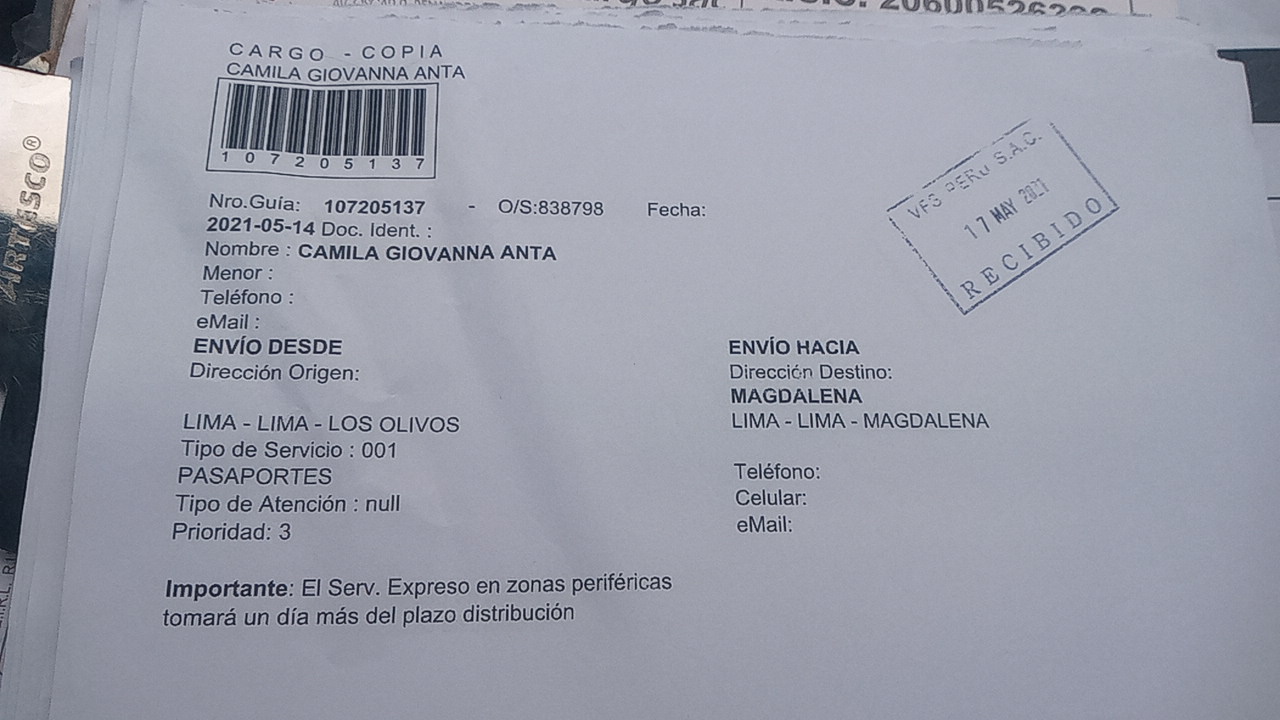 CARGO - COPIA
CAMILA GIOVANNA ANTA
107205137
Nro.Guía: 107205137 - O/S:838798 Fecha:
2021-05-14 Doc. Ident. :
Nombre : CAMILA GIOVANNA ANTA
Menor :
Teléfono :
eMail :
ENVÍO DESDE
Dirección Origen:
LIMA - LIMA - LOS OLIVOS
Tipo de Servicio : 001
PASAPORTES
Tipo de Atención : null
Prioridad: 3
ENVÍO HACIA
Dirección Destino:
MAGDALENA
LIMA - LIMA - MAGDALENA
Teléfono:
Celular:
eMail:
Importante: El Serv. Expreso en zonas periféricas
tomará un día más del plazo distribución
VFS PERU S.A.C.
17 MAY 2021
RECIBIDO
ARTESCO®